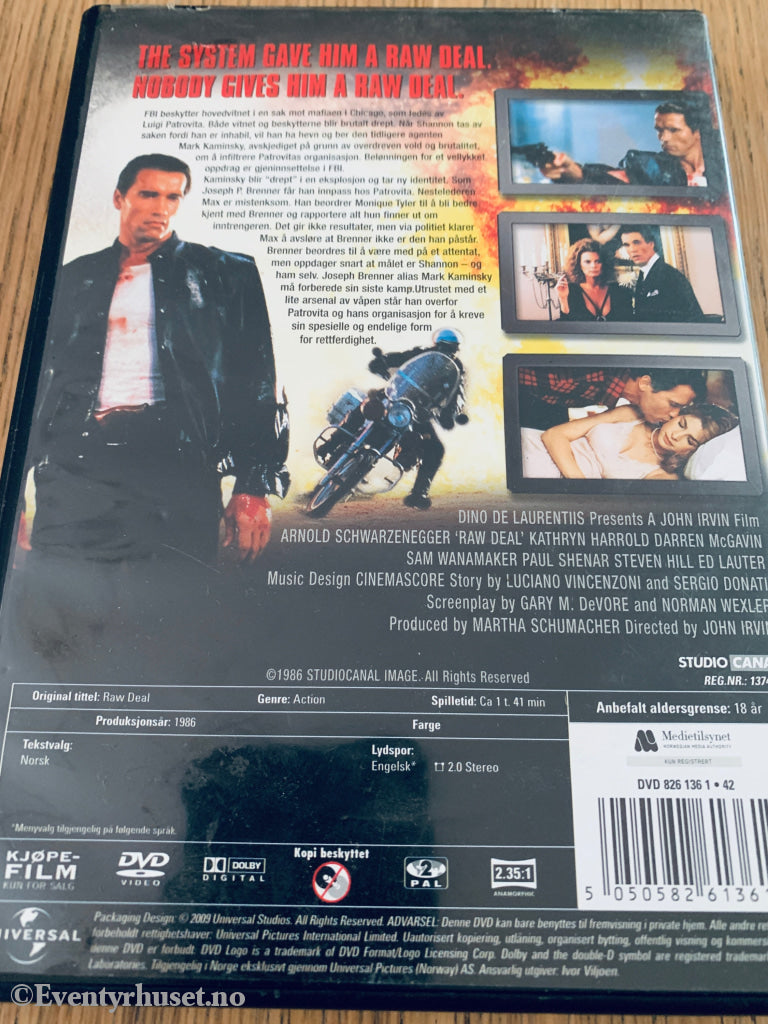 THE SYSTEM GAVE HIM A RAW DEAL.
NOBODY GIVES HIM A RAW DEAL.
FBI beskytter hovedvitnet i en sak mot mafiaen i Chicago, som ledes av
Luigi Patrovita. Både vitnet og beskytterne blir brutalt drept. Når Shannon tas av
saken fordi han er inhabil, vil han ha hevn og ber den tidligere agenten
Mark Kaminsky, avskjediget på grunn av overdreven vold og brutalitet,
om å infiltrere Patrovitas organisasjon. Belønningen for et vellykket
oppdrag er gjeninnsettelse i FBI.
Kaminsky blir "drept" i en eksplosjon og tar ny identitet. Som
Joseph P. Brenner får han innpass hos Patrovita. Nestelederen
Max er mistenksom. Han beordrer Monique Tyler til å bli bedre
kjent med Brenner og rapportere alt hun finner ut om
inntrengeren. Det gir ikke resultater, men via politiet klarer
Max å avsløre at Brenner ikke er den han påstår.
Brenner beordres til å være med på et attentat,
men oppdager snart at målet er Shannon – og
ham selv. Joseph Brenner alias Mark Kaminsky
må forberede sin siste kamp.Utrustet med et
lite arsenal av våpen står han overfor
Patrovita og hans organisasjon for å kreve
sin spesielle og endelige form
for rettferdighet.
DINO DE LAURENTIIS Presents A JOHN IRVIN Film
ARNOLD SCHWARZENEGGER 'RAW DEAL' KATHRYN HARROLD DARREN McGAVIN
SAM WANAMAKER PAUL SHENAR STEVEN HILL ED LAUTER
Music Design CINEMASCORE Story by LUCIANO VINCENZONI and SERGIO DONATI
Screenplay by GARY M. DeVORE and NORMAN WEXLER
Produced by MARTHA SCHUMACHER Directed by JOHN IRVIN
©1986 STUDIOCANAL IMAGE. All Rights Reserved
STUDIO CANA
REG.NR.: 1374
Original tittel: Raw Deal Genre: Action Spilletid: Ca 1 t. 41 min
Produksjonsår: 1986 Farge
Tekstvalg:
Norsk
Lydspor:
Engelsk* 2.0 Stereo
*Menyvalg tilgjengelig på følgende språk.
Anbefalt aldersgrense: 18 år
Medietilsynet
NORWEGIAN MEDIA AUTHORITY
KUN REGISTRERT
DVD 826 136 1 • 42
5 050582 61361
KJØPE-
FILM
KUN FOR SALG
DVD
VIDEO
DOLBY
DIGITAL
Kopi beskyttet
2
PAL
2.35:1
ANAMORPHIC
IVERSAL
Packaging Design: © 2009 Universal Studios. All Rights Reserved. ADVARSEL: Denne DVD kan bare benyttes til fremvisning i private hjem. Alle andre re
forbeholdt rettighetshaver: Universal Pictures International Limited. Uautorisert kopiering, utlåning, organisert bytting, offentlig visning og kommers
denne DVD er forbudt. DVD Logo is a trademark of DVD Format/Logo Licensing Corp. Dolby and the double-D symbol are registered trademark
Laboratories. Tilgjengelig i Norge eksklusivt gjennom Universal Pictures (Norway) AS. Ansvarlig utgiver: Ivor Viljoen.
©Eventyrhuset.no